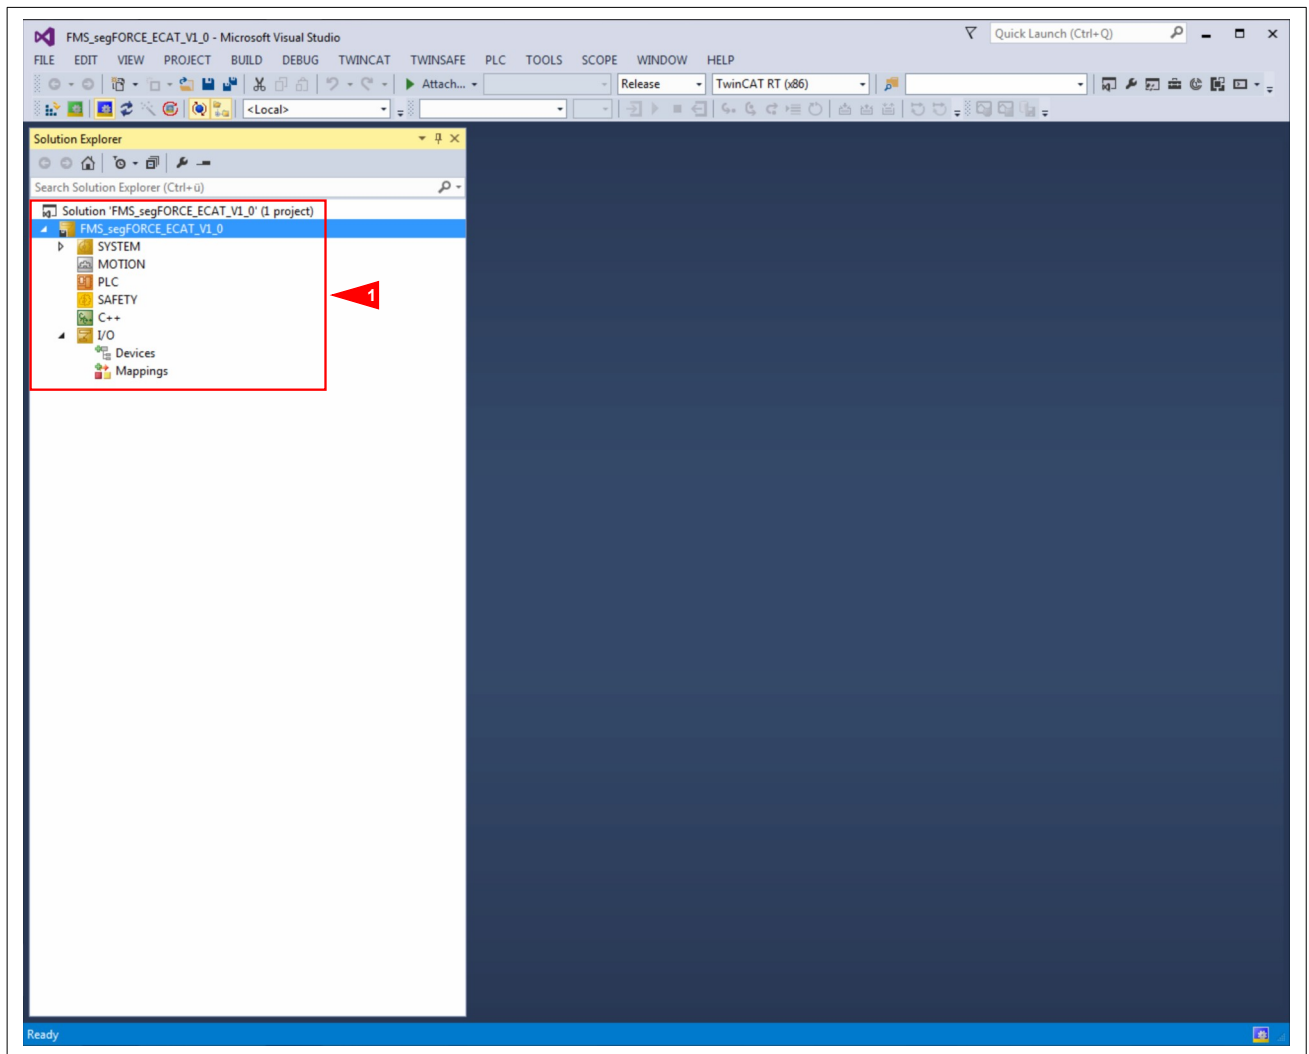 FMS_segFORCE_ECAT_V1_0 - Microsoft Visual Studio
Quick Launch (Ctrl+Q)
FILE EDIT VIEW PROJECT BUILD DEBUG TWINCAT TWINSAFE PLC TOOLS SCOPE WINDOW HELP
Attach... Release TwinCAT RT (x86)
<Local>
Solution Explorer
Search Solution Explorer (Ctrl+ü)
Solution 'FMS_segFORCE_ECAT_V1_0' (1 project)
FMS_segFORCE_ECAT_V1_0
SYSTEM
MOTION
PLC
SAFETY
C++
I/O
Devices
Mappings
1
Ready